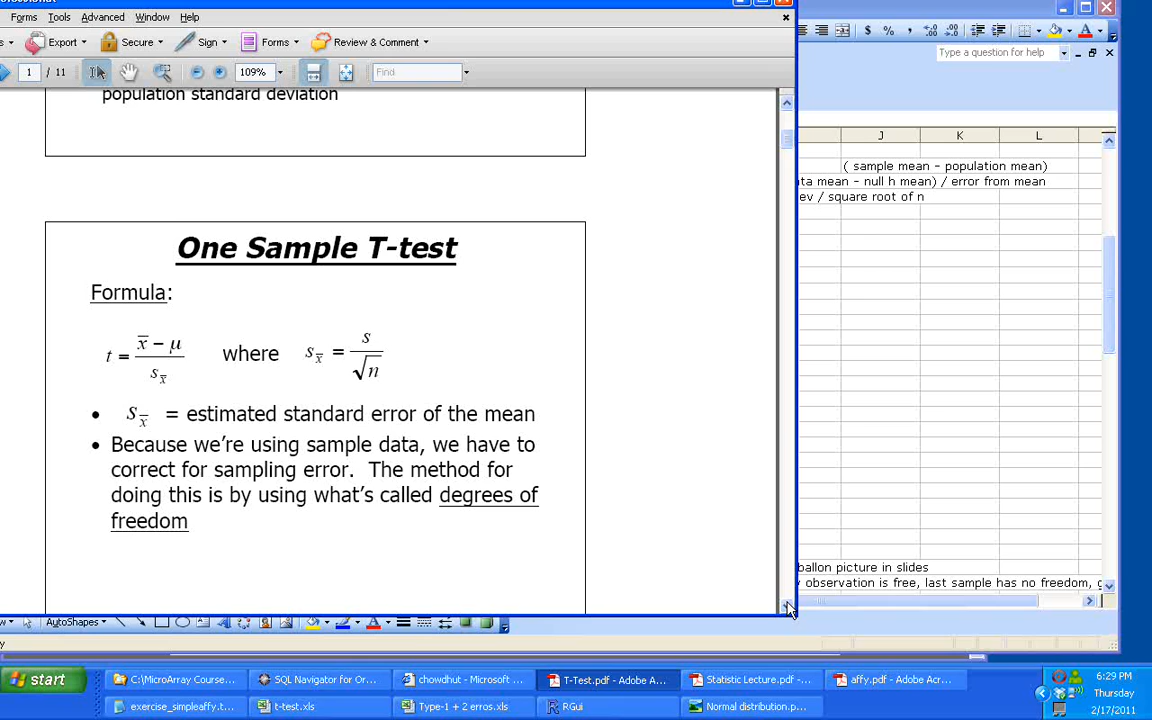 Forms Tools Advanced Window Help
Export Secure Sign Forms Review & Comment
1 / 11 109% Find
$ %
Type a question for help
population standard deviation
One Sample T-test
Formula:
t = x̄ − μ / s x̄ where s x̄ = s / √n
• s x̄ = estimated standard error of the mean
• Because we're using sample data, we have to
correct for sampling error. The method for
doing this is by using what's called degrees of
freedom
J K L
( sample mean - population mean)
mean - null h mean) / error from mean
/ square root of n
picture in slides
observation is free, last sample has no freedom,
AutoShapes
start
C:\MicroArray Course...
SQL Navigator for Or...
chowdhut - Microsoft ...
T-Test.pdf - Adobe A...
Statistic Lecture.pdf -...
affy.pdf - Adobe Acr...
exercise_simpleaffy.t...
t-test.xls
Type-1 + 2 erros.xls
RGui
Normal distribution.p...
6:29 PM
Thursday
2/17/2011